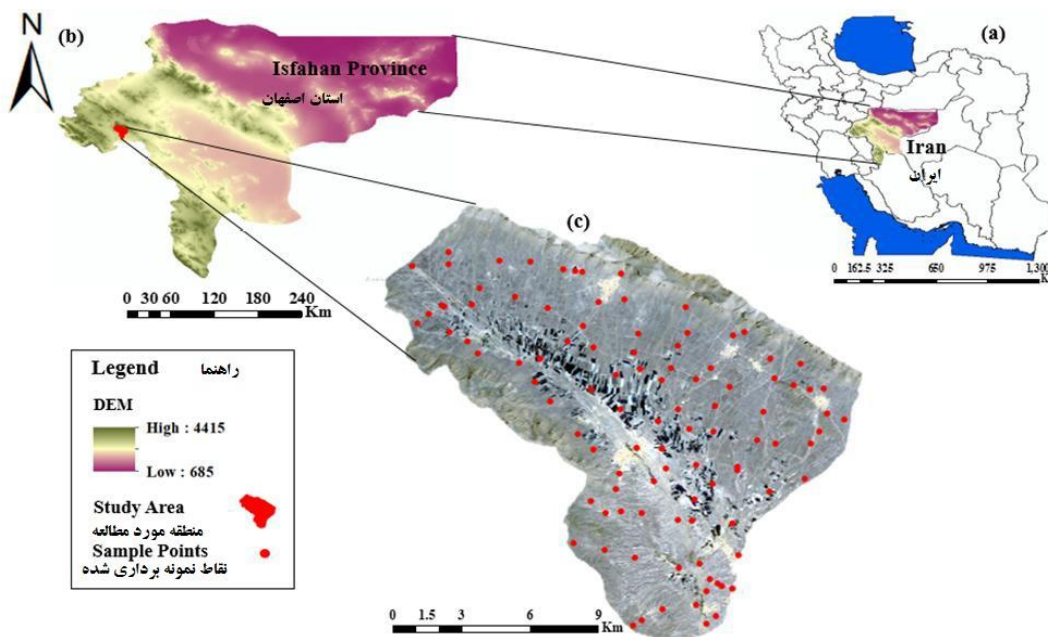 N
(b)
(a)
Isfahan Province
استان اصفهان
Iran
ایران
0 162.5 325 650 975 1,300
K
0 30 60 120 180 240
Km
(c)
Legend راهنما
DEM
High : 4415
Low : 685
Study Area
منطقه مورد مطالعه
Sample Points
نقاط نمونه برداری شده
0 1.5 3 6 9
Km